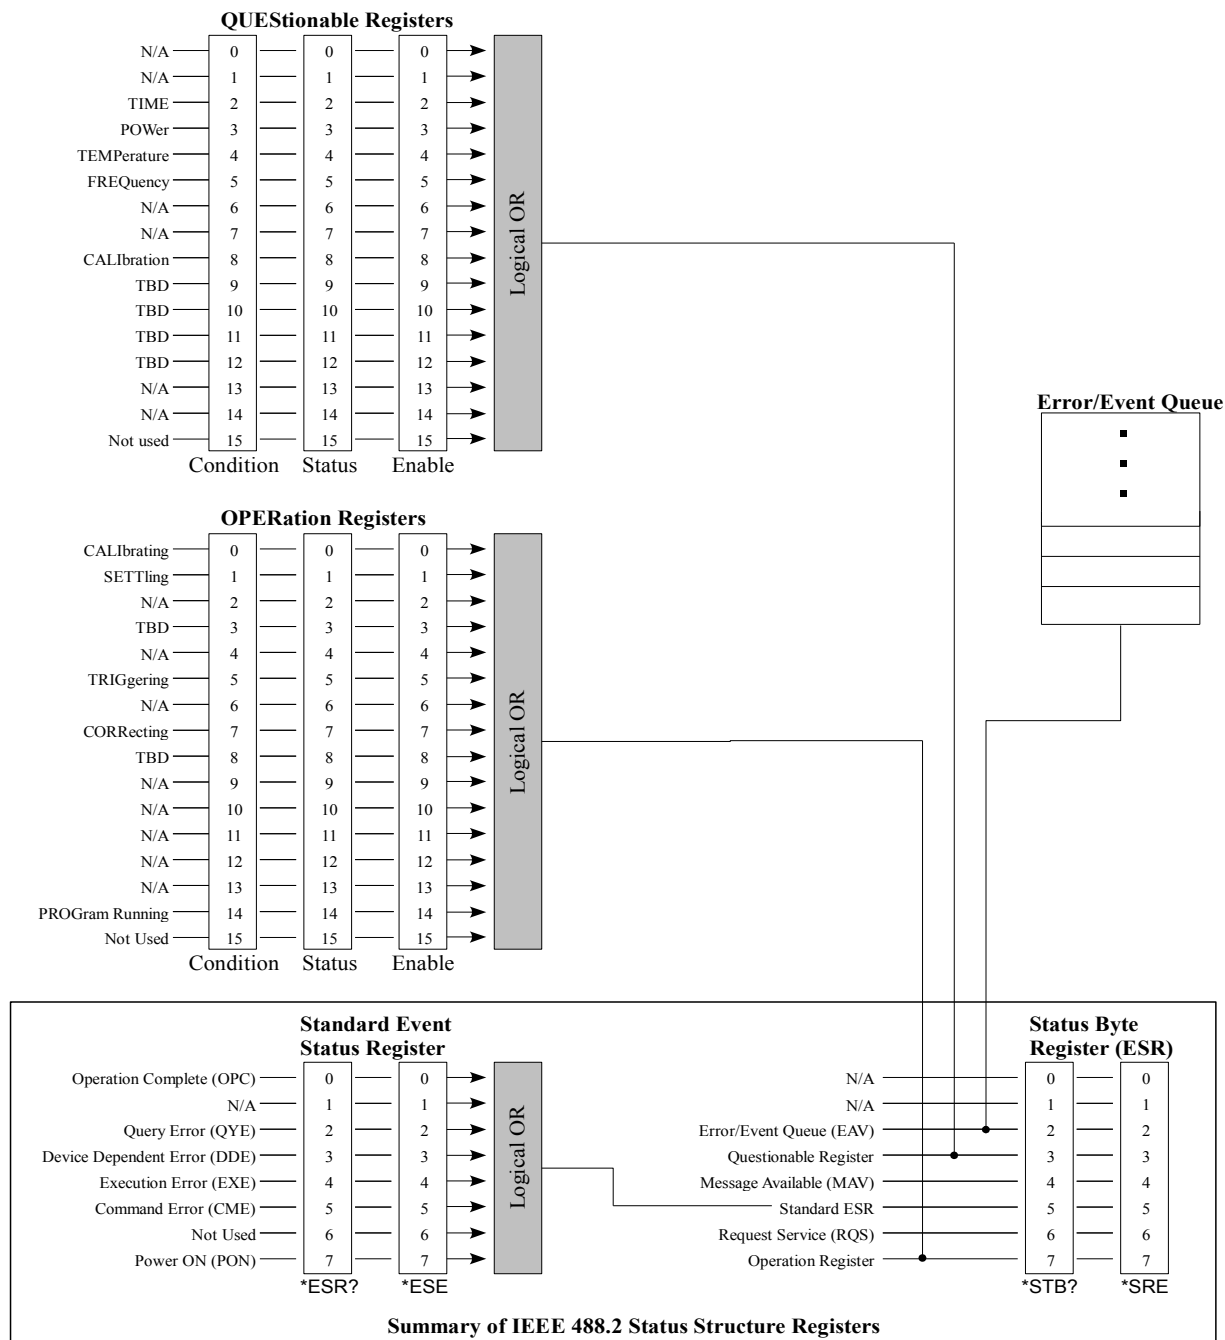 QUEStionable Registers
N/A 0 0 0
N/A 1 1 1
TIME 2 2 2
POWer 3 3 3
TEMPerature 4 4 4
FREQuency 5 5 5
N/A 6 6 6
N/A 7 7 7
CALIbration 8 8 8
TBD 9 9 9
TBD 10 10 10
TBD 11 11 11
TBD 12 12 12
N/A 13 13 13
N/A 14 14 14
Not used 15 15 15
Condition Status Enable
Logical OR
Error/Event Queue
OPERation Registers
CALIbrating 0 0 0
SETTling 1 1 1
N/A 2 2 2
TBD 3 3 3
N/A 4 4 4
TRIGgering 5 5 5
N/A 6 6 6
CORRecting 7 7 7
TBD 8 8 8
N/A 9 9 9
N/A 10 10 10
N/A 11 11 11
N/A 12 12 12
N/A 13 13 13
PROGram Running 14 14 14
Not Used 15 15 15
Condition Status Enable
Logical OR
Standard Event
Status Register
Operation Complete (OPC) 0 0
N/A 1 1
Query Error (QYE) 2 2
Device Dependent Error (DDE) 3 3
Execution Error (EXE) 4 4
Command Error (CME) 5 5
Not Used 6 6
Power ON (PON) 7 7
*ESR? *ESE
Logical OR
Status Byte
Register (ESR)
N/A 0 0
N/A 1 1
Error/Event Queue (EAV) 2 2
Questionable Register 3 3
Message Available (MAV) 4 4
Standard ESR 5 5
Request Service (RQS) 6 6
Operation Register 7 7
*STB? *SRE
Summary of IEEE 488.2 Status Structure Registers